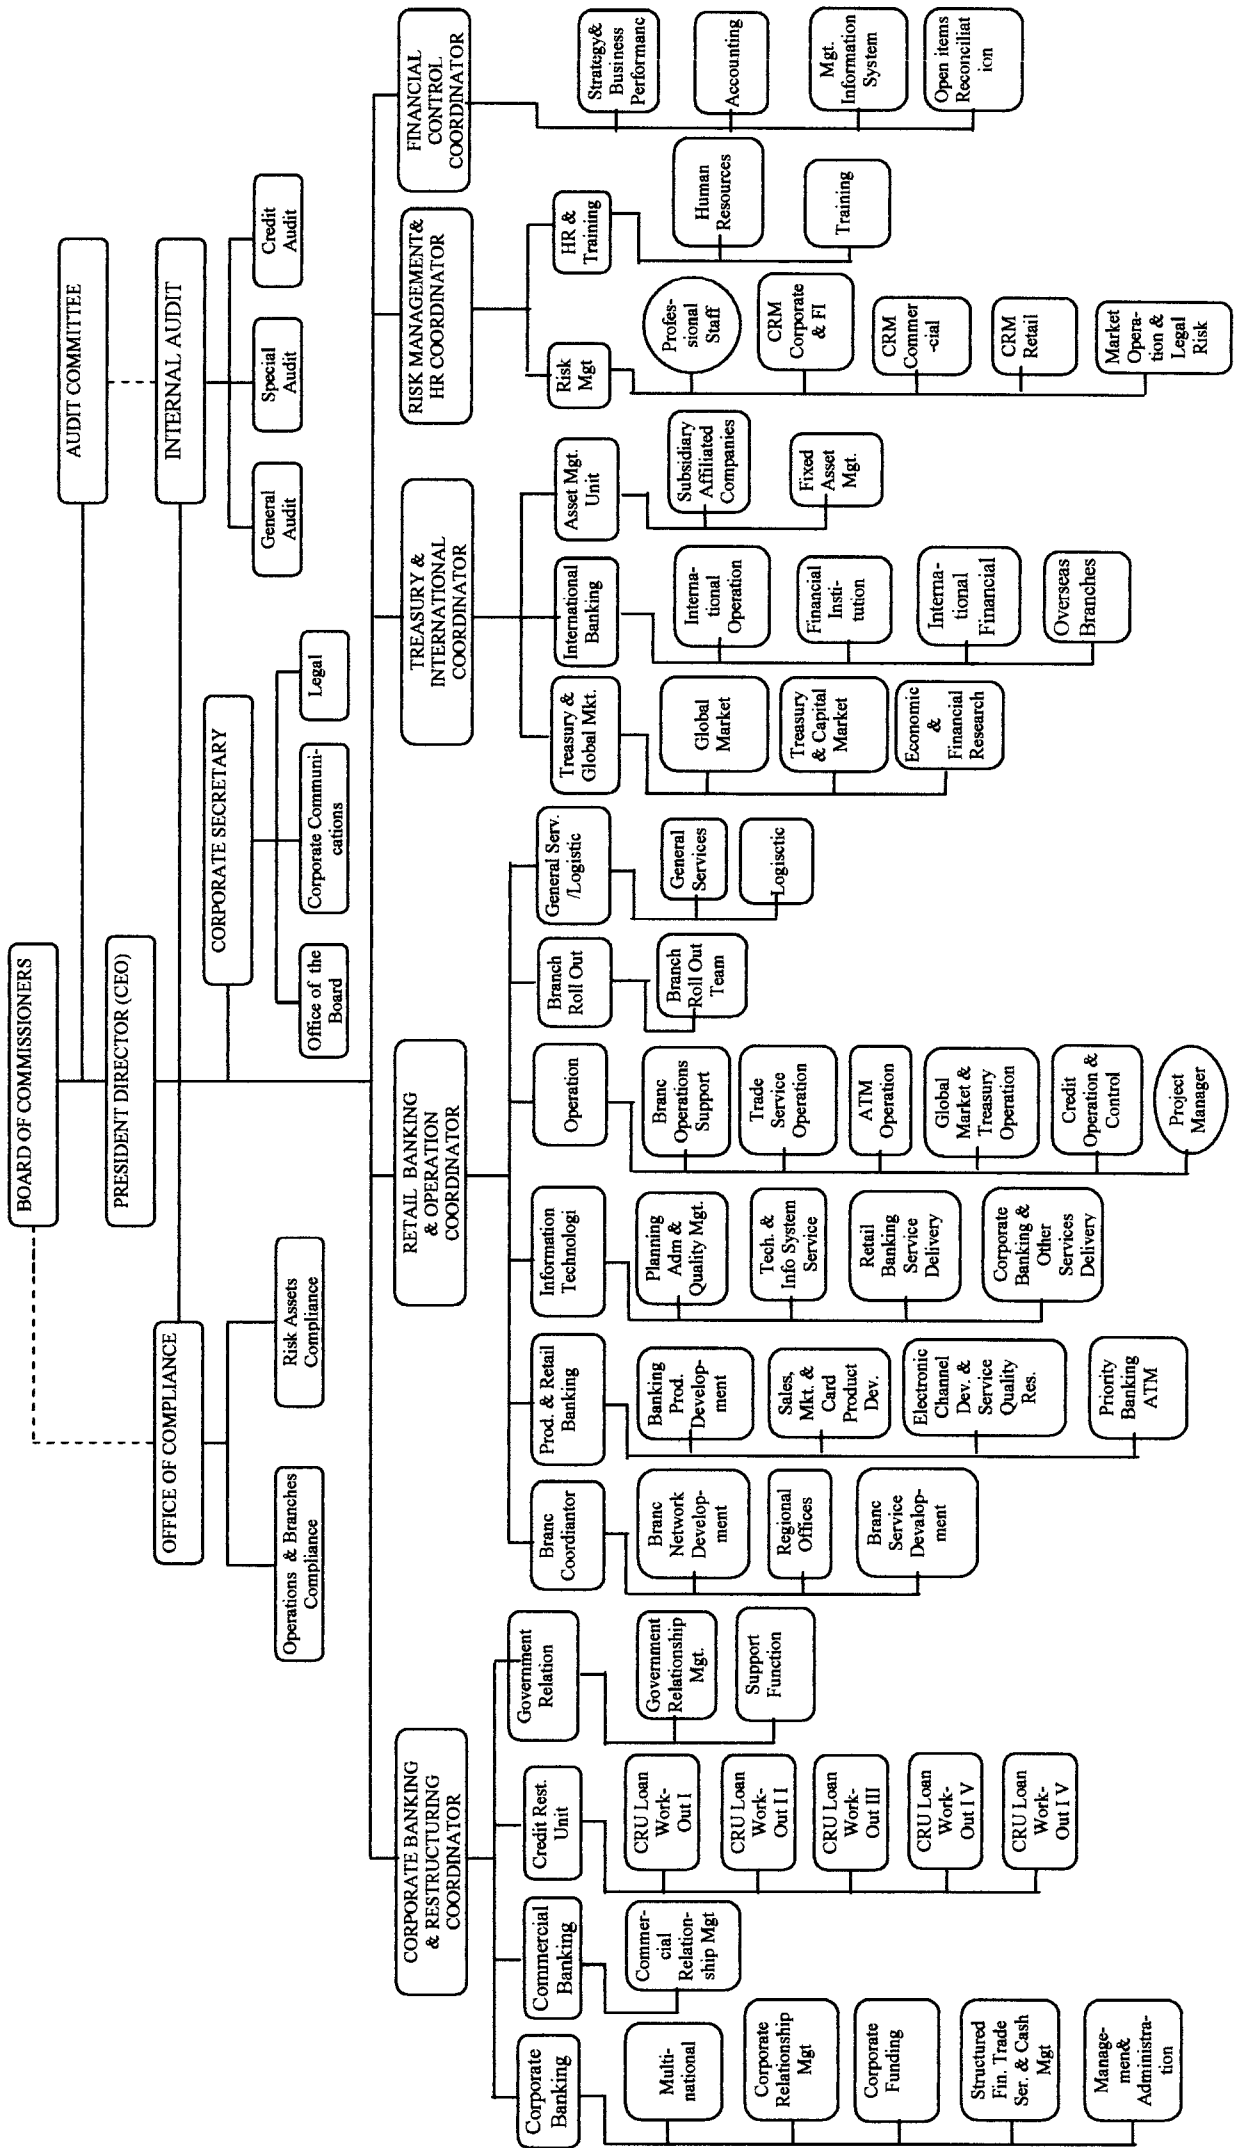 BOARD OF COMMISSIONERS
AUDIT COMMITTEE
PRESIDENT DIRECTOR (CEO)
OFFICE OF COMPLIANCE
INTERNAL AUDIT
Operations & Branches
Compliance
Risk Assets
Compliance
General
Audit
Special
Audit
Credit
Audit
CORPORATE SECRETARY
Office of the
Board
Corporate Communi-
cations
Legal
CORPORATE BANKING
& RESTRUCTURING
COORDINATOR
RETAIL BANKING
& OPERATION
COORDINATOR
TREASURY &
INTERNATIONAL
COORDINATOR
RISK MANAGEMENT&
HR COORDINATOR
FINANCIAL
CONTROL
COORDINATOR
Corporate
Banking
Multi-
national
Corporate
Relationship
Mgt
Corporate
Funding
Structured
Fin. Trade
Ser. & Cash
Mgt
Manage-
men&
Administra-
tion
Commercial
Banking
Commer-
cial
Relation-
ship Mgt
Credit Rest.
Unit
CRU Loan
Work-
Out I
CRU Loan
Work-
Out I I
CRU Loan
Work-
Out III
CRU Loan
Work-
Out I V
CRU Loan
Work-
Out I V
Government
Relation
Government
Relationship
Mgt.
Support
Function
Branc
Coordiantor
Branc
Network
Develop-
ment
Regional
Offices
Branc
Service
Devalop-
ment
Prod. & Retail
Banking
Banking
Prod.
Develop-
ment
Sales,
Mkt. &
Card
Product
Dev.
Electronic
Channel
Dev. &
Service
Quality
Res.
Priority
Banking
ATM
Information
Technologi
Planning
Adm &
Quality Mgt.
Tech. &
Info System
Service
Retail
Banking
Service
Delivery
Corporate
Banking &
Other
Services
Delivery
Operation
Branc
Operations
Support
Trade
Service
Operation
ATM
Operation
Global
Market &
Treasury
Operation
Credit
Operation &
Control
Project
Manager
Branch
Roll Out
Branch
Roll Out
Team
General Serv.
/Logistic
General
Services
Logisctic
Treasury &
Global Mkt.
Global
Market
Treasury
& Capital
Market
Economic
&
Financial
Research
International
Banking
Interna-
tional
Operation
Financial
Insti-
tution
Interna-
tional
Financial
Overseas
Branches
Asset Mgt.
Unit
Subsidiary
Affiliated
Companies
Fixed
Asset
Mgt.
Risk
Mgt
Profes-
sional
Staff
CRM
Corporate
& FI
CRM
Commer
-cial
CRM
Retail
Market
Opera-
tion &
Legal
Risk
HR &
Training
Human
Resources
Training
Strategy&
Business
Performanc
Accounting
Mgt.
Information
System
Open items
Reconciliat
ion